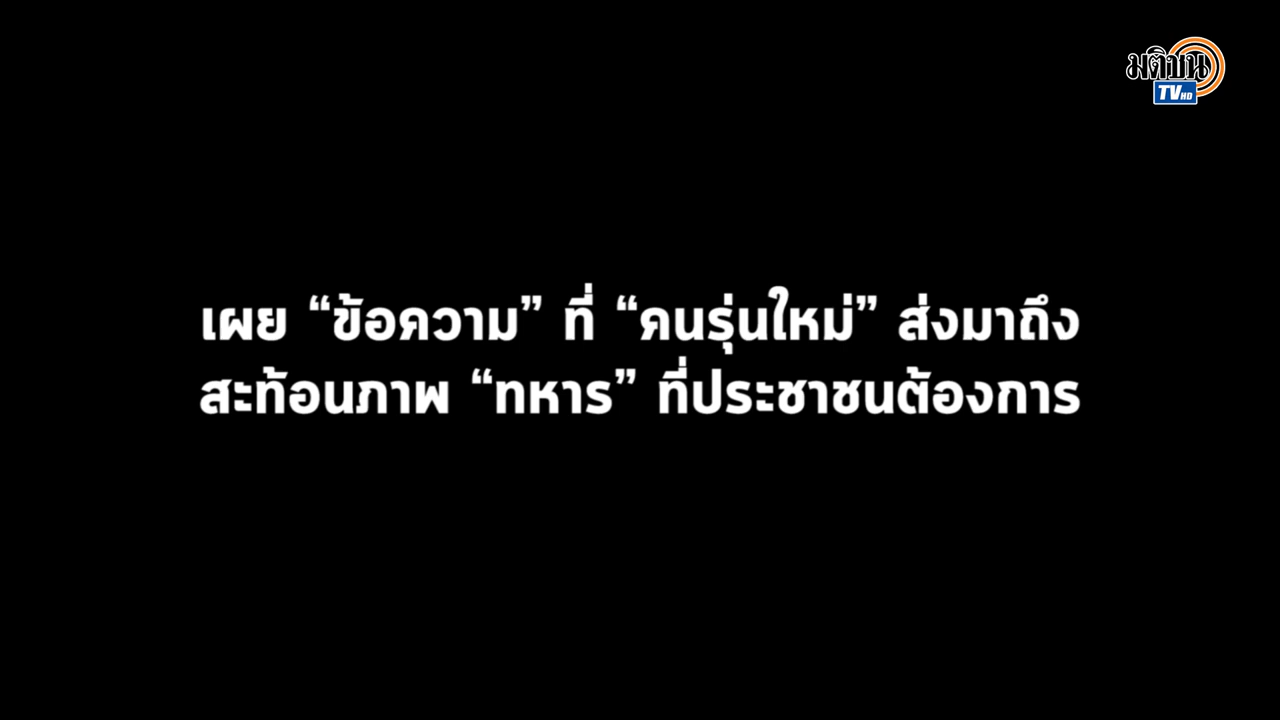 มติชน
TV HD
เผย “ข้อความ” ที่ “คนรุ่นใหม่” ส่งมาถึง
สะท้อนภาพ “ทหาร” ที่ประชาชนต้องการ